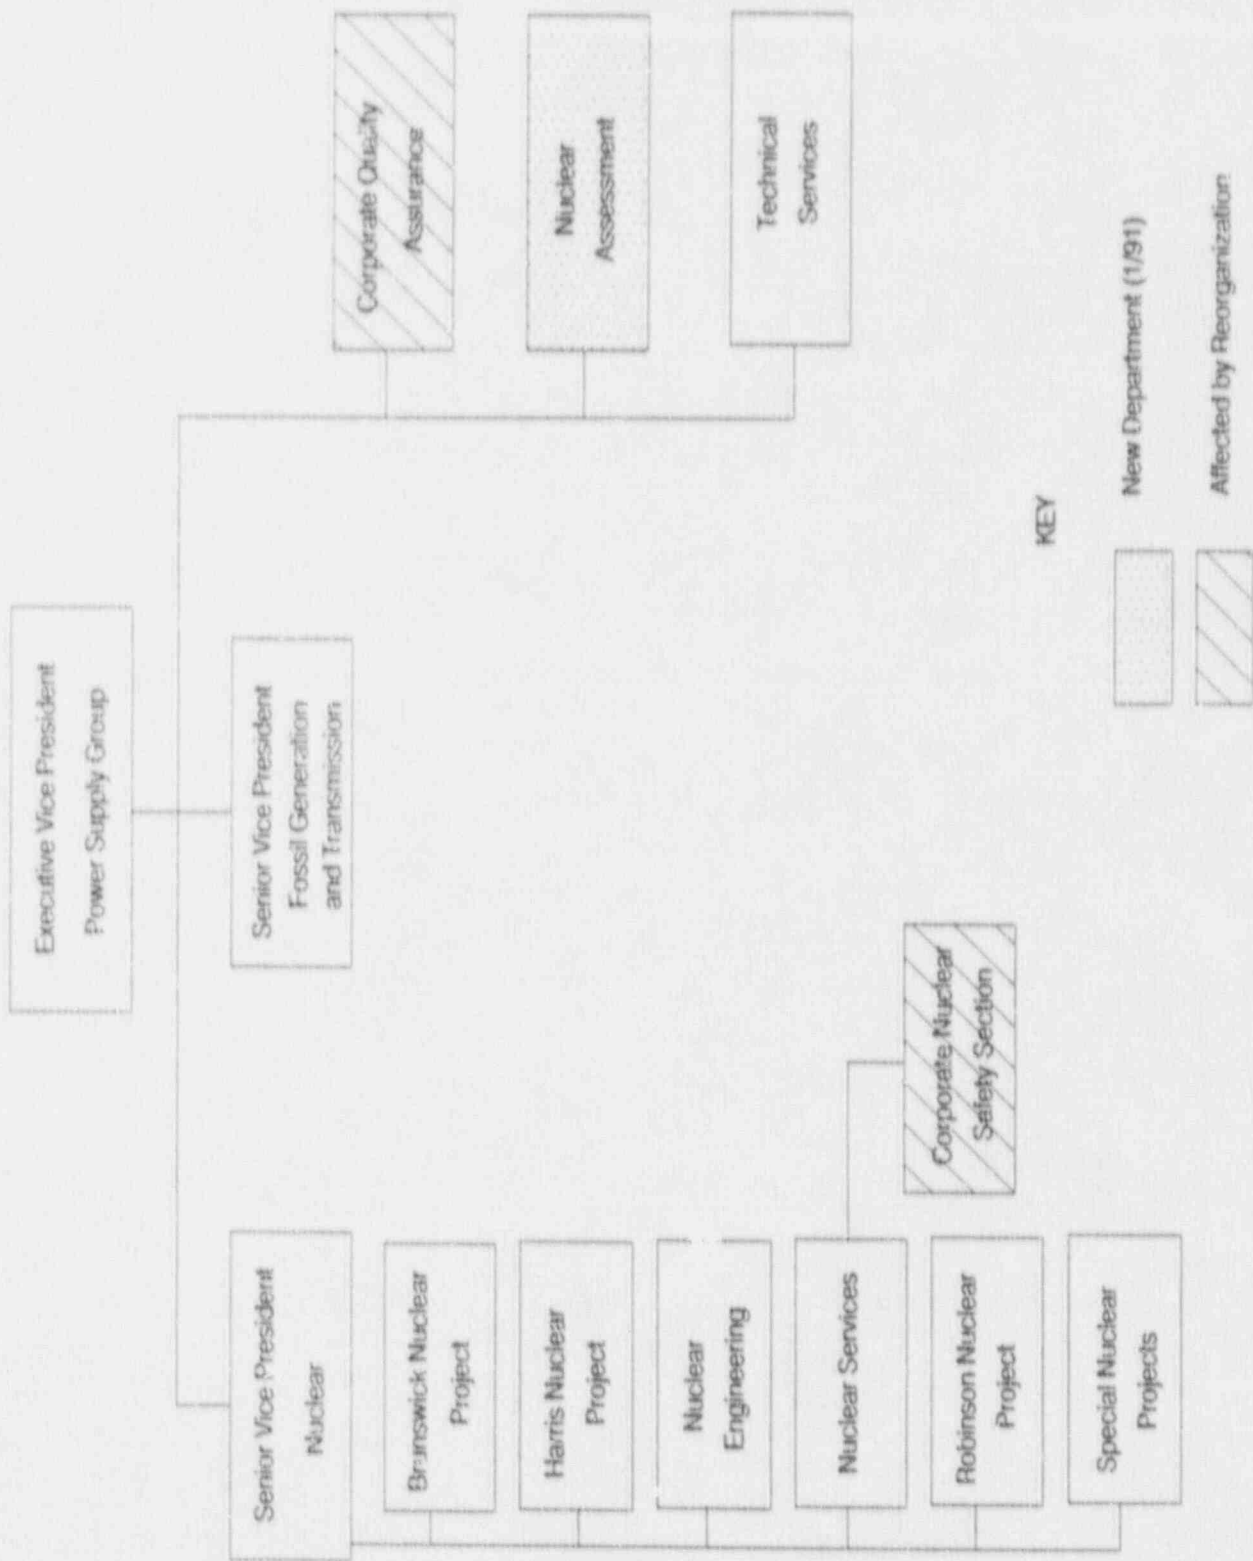 Executive Vice President
Power Supply Group
Senior Vice President
Nuclear
Senior Vice President
Fossil Generation
and Transmission
Corporate Quality
Assurance
Nuclear
Assessment
Technical
Services
Brunswick Nuclear
Project
Harris Nuclear
Project
Nuclear
Engineering
Nuclear Services
Corporate Nuclear
Safety Section
Robinson Nuclear
Project
Special Nuclear
Projects
KEY
New Department (1/91)
Affected by Reorganization